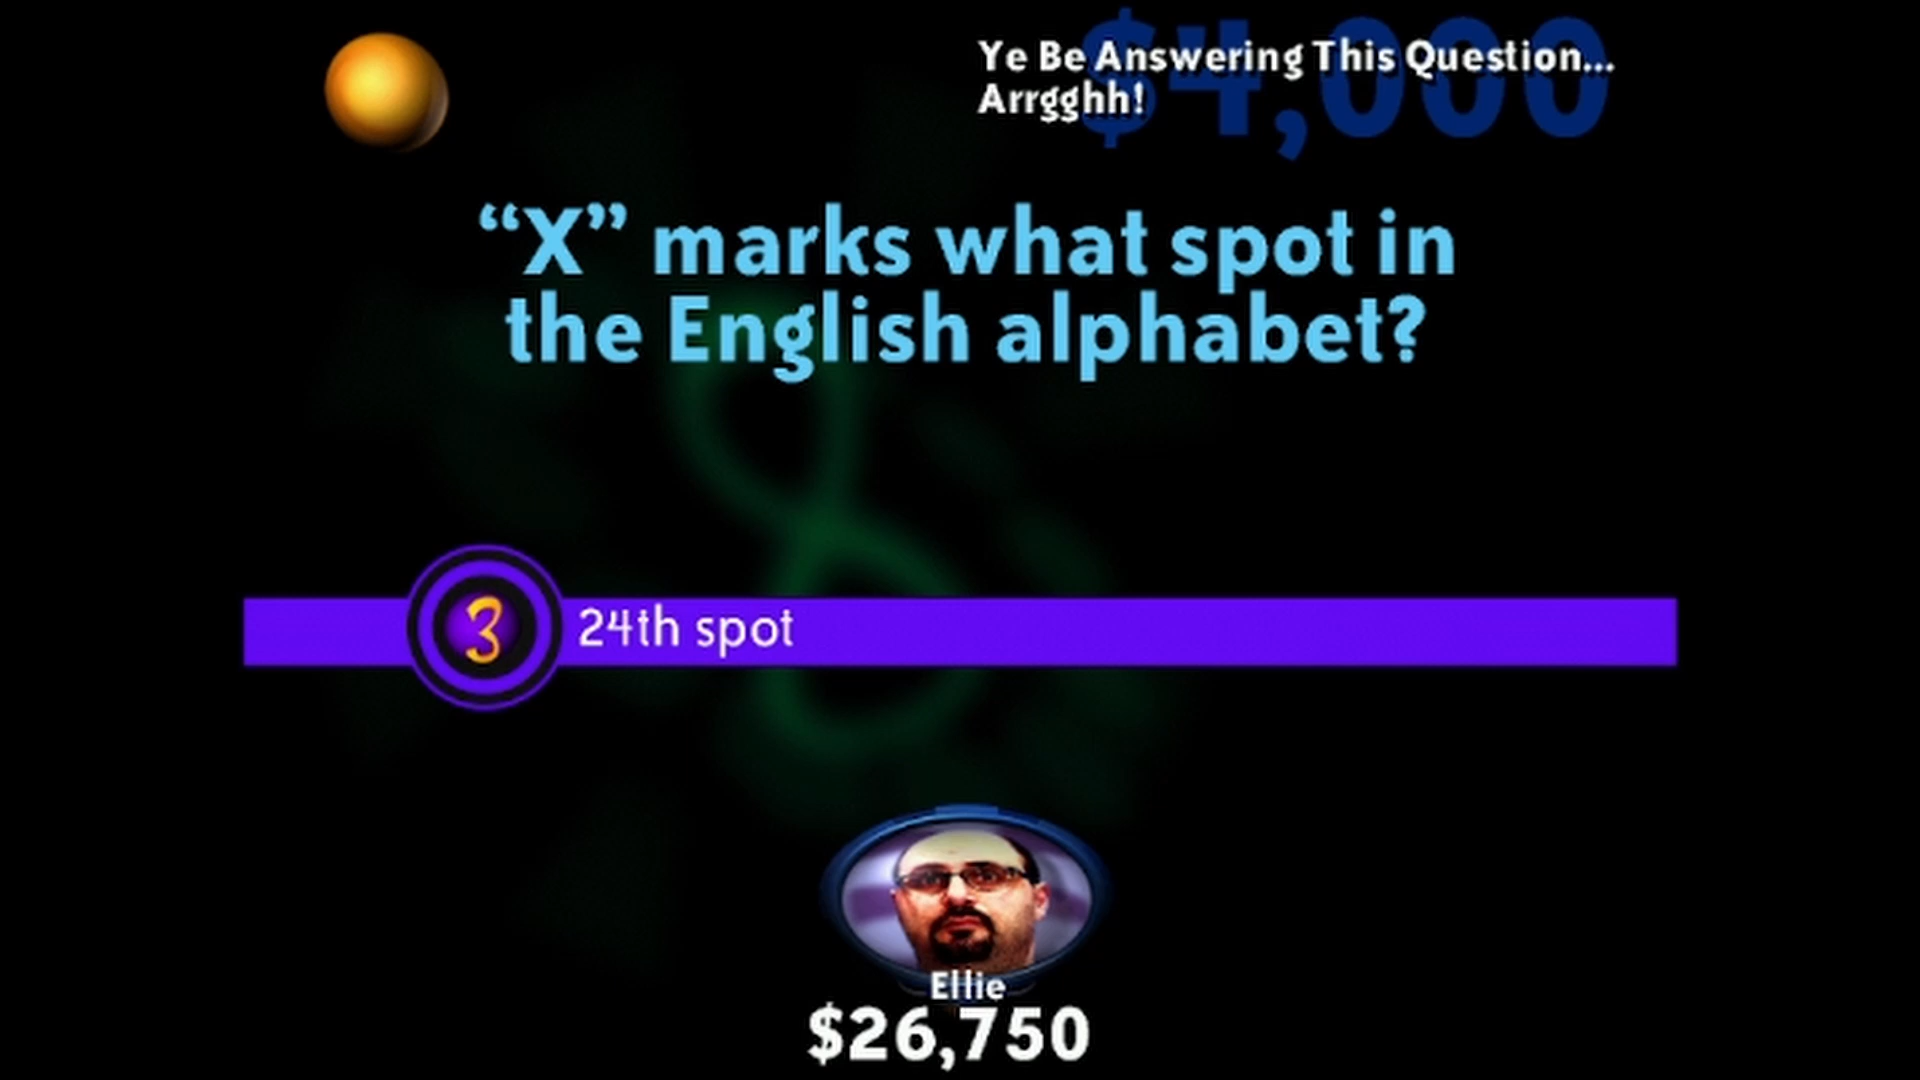 $4,000
Ye Be Answering This Question...
Arrgghh!
“X” marks what spot in
the English alphabet?
3 24th spot
Ellie
$26,750